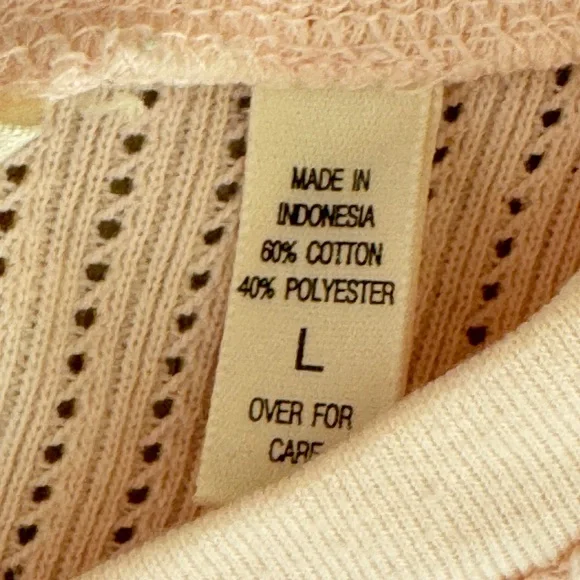 MADE IN
INDONESIA
60% COTTON
40% POLYESTER
L
OVER FOR
CARE